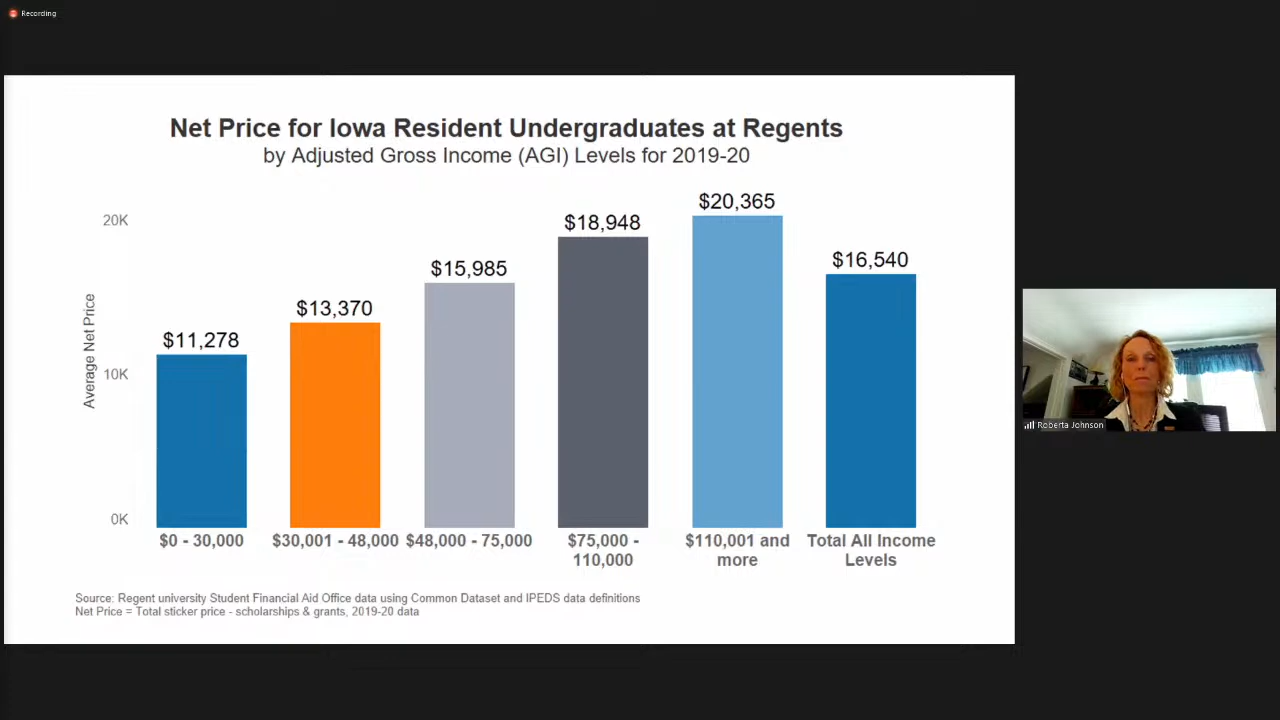 Recording
Net Price for Iowa Resident Undergraduates at Regents
by Adjusted Gross Income (AGI) Levels for 2019-20
20K
10K
0K
Average Net Price
$11,278
$13,370
$15,985
$18,948
$20,365
$16,540
$0 - 30,000
$30,001 - 48,000
$48,000 - 75,000
$75,000 -
110,000
$110,001 and
more
Total All Income
Levels
Source: Regent university Student Financial Aid Office data using Common Dataset and IPEDS data definitions
Net Price = Total sticker price - scholarships & grants, 2019-20 data
Roberta Johnson